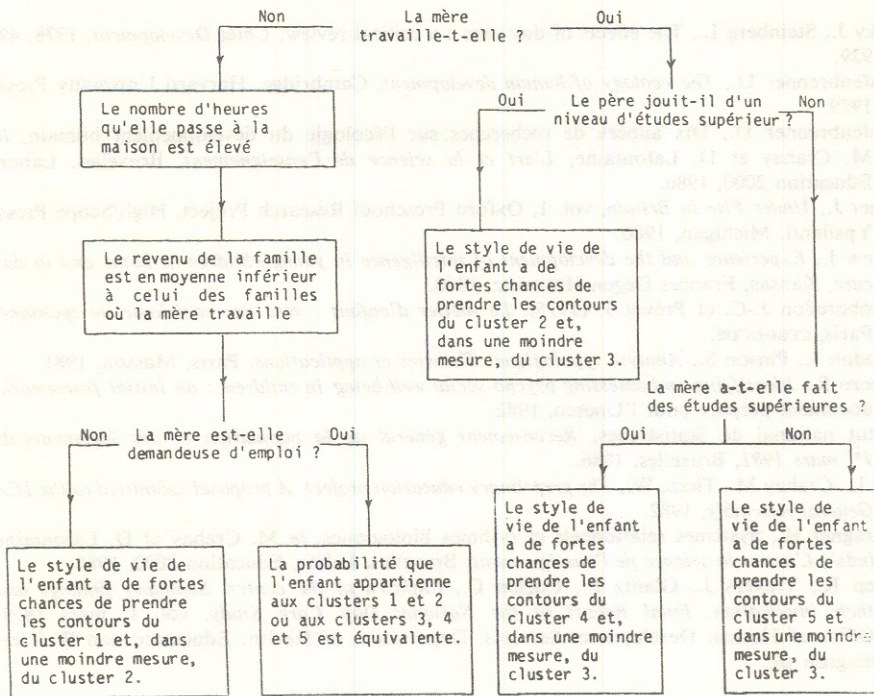 Non La mère travaille-t-elle ? Oui
Le nombre d'heures
qu'elle passe à la
maison est élevé
Le revenu de la famille
est en moyenne inférieur
à celui des familles
où la mère travaille
Non La mère est-elle Oui
demandeuse d'emploi ?
Le style de vie de
l'enfant a de fortes
chances de prendre
les contours du
cluster 1 et, dans
une moindre mesure,
du cluster 2.
La probabilité que
l'enfant appartienne
aux clusters 1 et 2
ou aux clusters 3, 4
et 5 est équivalente.
Oui Le père jouit-il d'un Non
niveau d'études supérieur ?
Le style de vie de
l'enfant a de
fortes chances de
prendre les contours
du cluster 2 et,
dans une moindre
mesure, du cluster 3.
La mère a-t-elle fait
des études supérieures ?
Oui Non
Le style de
vie de l'enfant
a de fortes
chances de
prendre les
contours du
cluster 4 et,
dans une moindre
mesure, du
cluster 3.
Le style de
vie de l'enfant
a de fortes
chances de
prendre les
contours du
cluster 5 et
dans une moindre
mesure, du
cluster 3.